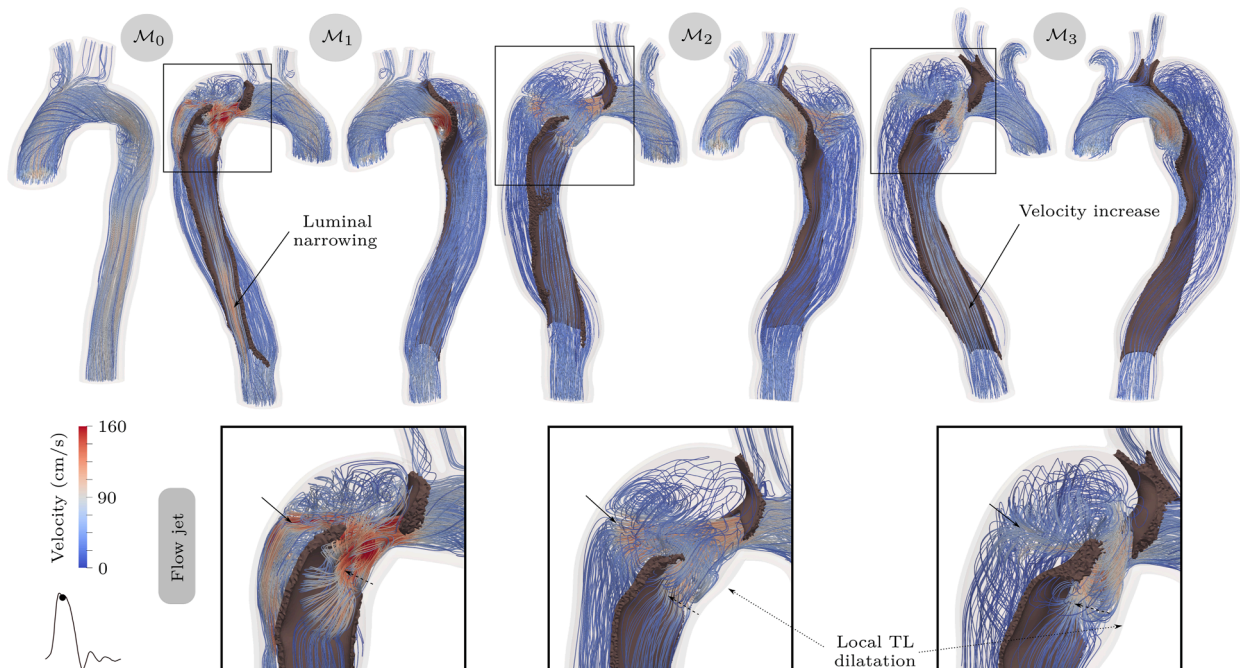 M₀
M₁
M₂
M₃
Luminal
narrowing
Velocity increase
Velocity (cm/s)
160
90
0
Flow jet
Local TL
dilatation